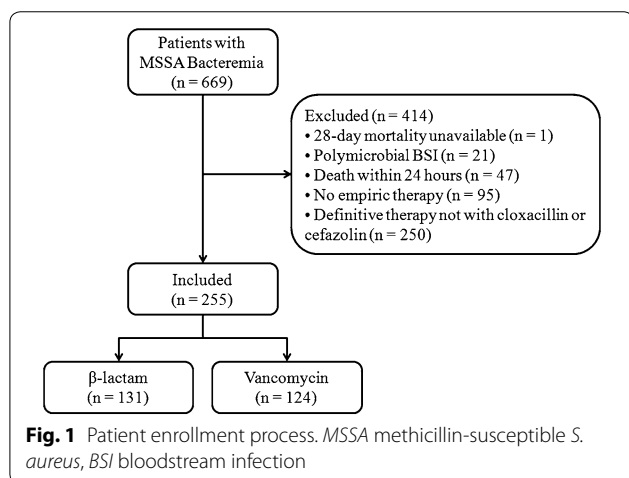 Patients with
MSSA Bacteremia
(n = 669)
Excluded (n = 414)
• 28-day mortality unavailable (n = 1)
• Polymicrobial BSI (n = 21)
• Death within 24 hours (n = 47)
• No empiric therapy (n = 95)
• Definitive therapy not with cloxacillin or
cefazolin (n = 250)
Included
(n = 255)
β-lactam
(n = 131)
Vancomycin
(n = 124)
Fig. 1 Patient enrollment process. MSSA methicillin-susceptible S.
aureus, BSI bloodstream infection